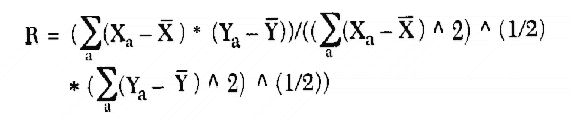 R = (∑ₐ(Xₐ − X̄) * (Yₐ − Ȳ))/((∑ₐ(Xₐ − X̄) ∧ 2) ∧ (1/2)
* (∑ₐ(Yₐ − Ȳ) ∧ 2) ∧ (1/2))